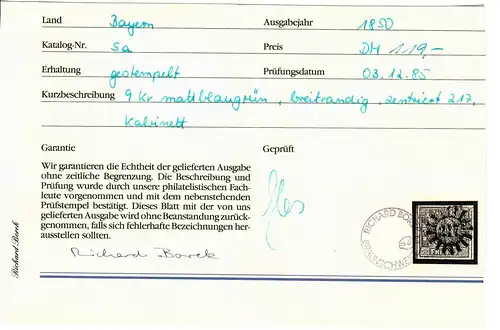 Land Bayern Ausgabejahr 1850
Katalog-Nr. 5a Preis DM 119,-
Erhaltung gestempelt Prüfungsdatum 03.12.85
Kurzbeschreibung 9 Kr mattblaugrün, breitrandig, zentriert 217,
Kabinett
Garantie Geprüft
Wir garantieren die Echtheit der gelieferten Ausgabe
ohne zeitliche Begrenzung. Die Beschreibung und
Prüfung wurde durch unsere philatelistischen Fach-
leute vorgenommen und mit dem nebenstehenden
Prüfstempel bestätigt. Dieses Blatt mit der von uns
gelieferten Ausgabe wird ohne Beanstandung zurück-
genommen, falls sich fehlerhafte Bezeichnungen her-
ausstellen sollten.
Richard Borek
Richard Borek
RICHARD BOREK
BRAUNSCHWEIG